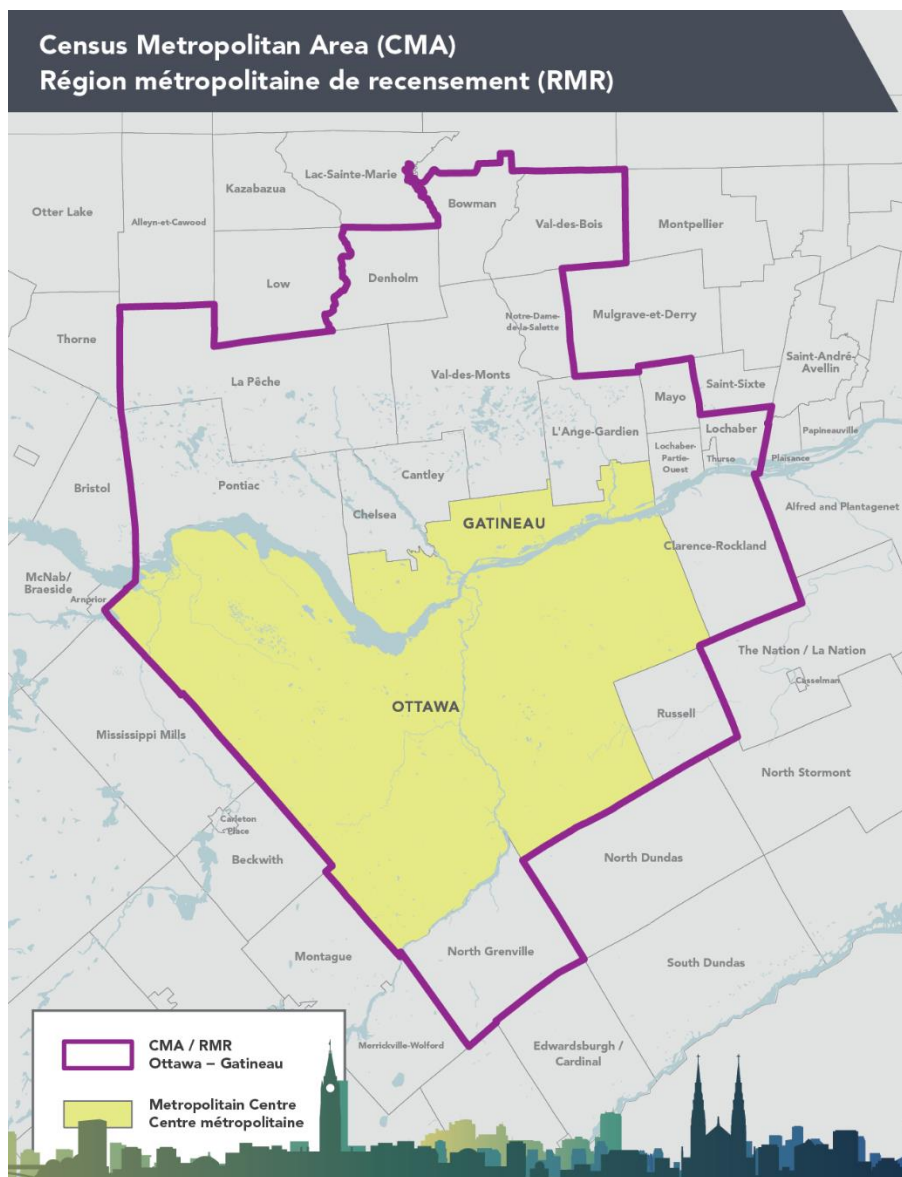 Census Metropolitan Area (CMA)
Région métropolitaine de recensement (RMR)
Lac-Sainte-Marie
Kazabazua
Bowman
Otter Lake
Alleyn-et-Cawood
Val-des-Bois
Montpellier
Low
Denholm
Notre-Dame-
de-la-Salette
Mulgrave-et-Derry
Thorne
Saint-André-
Avellin
La Pêche
Val-des-Monts
Saint-Sixte
Mayo
L'Ange-Gardien
Lochaber
Papineauville
Lochaber-
Partie-
Ouest
Thurse
Plaisance
Cantley
Bristol
Pontiac
Chelsea
GATINEAU
Alfred and Plantagenet
Clarence-Rockland
McNab/
Braeside
Arnprior
The Nation / La Nation
Casselman
OTTAWA
Russell
Mississippi Mills
North Stormont
Carleton
Place
Beckwith
North Dundas
Montague
North Grenville
South Dundas
Merrickville-Wolford
Edwardsburgh /
Cardinal
CMA / RMR
Ottawa – Gatineau
Metropolitain Centre
Centre métropolitaine